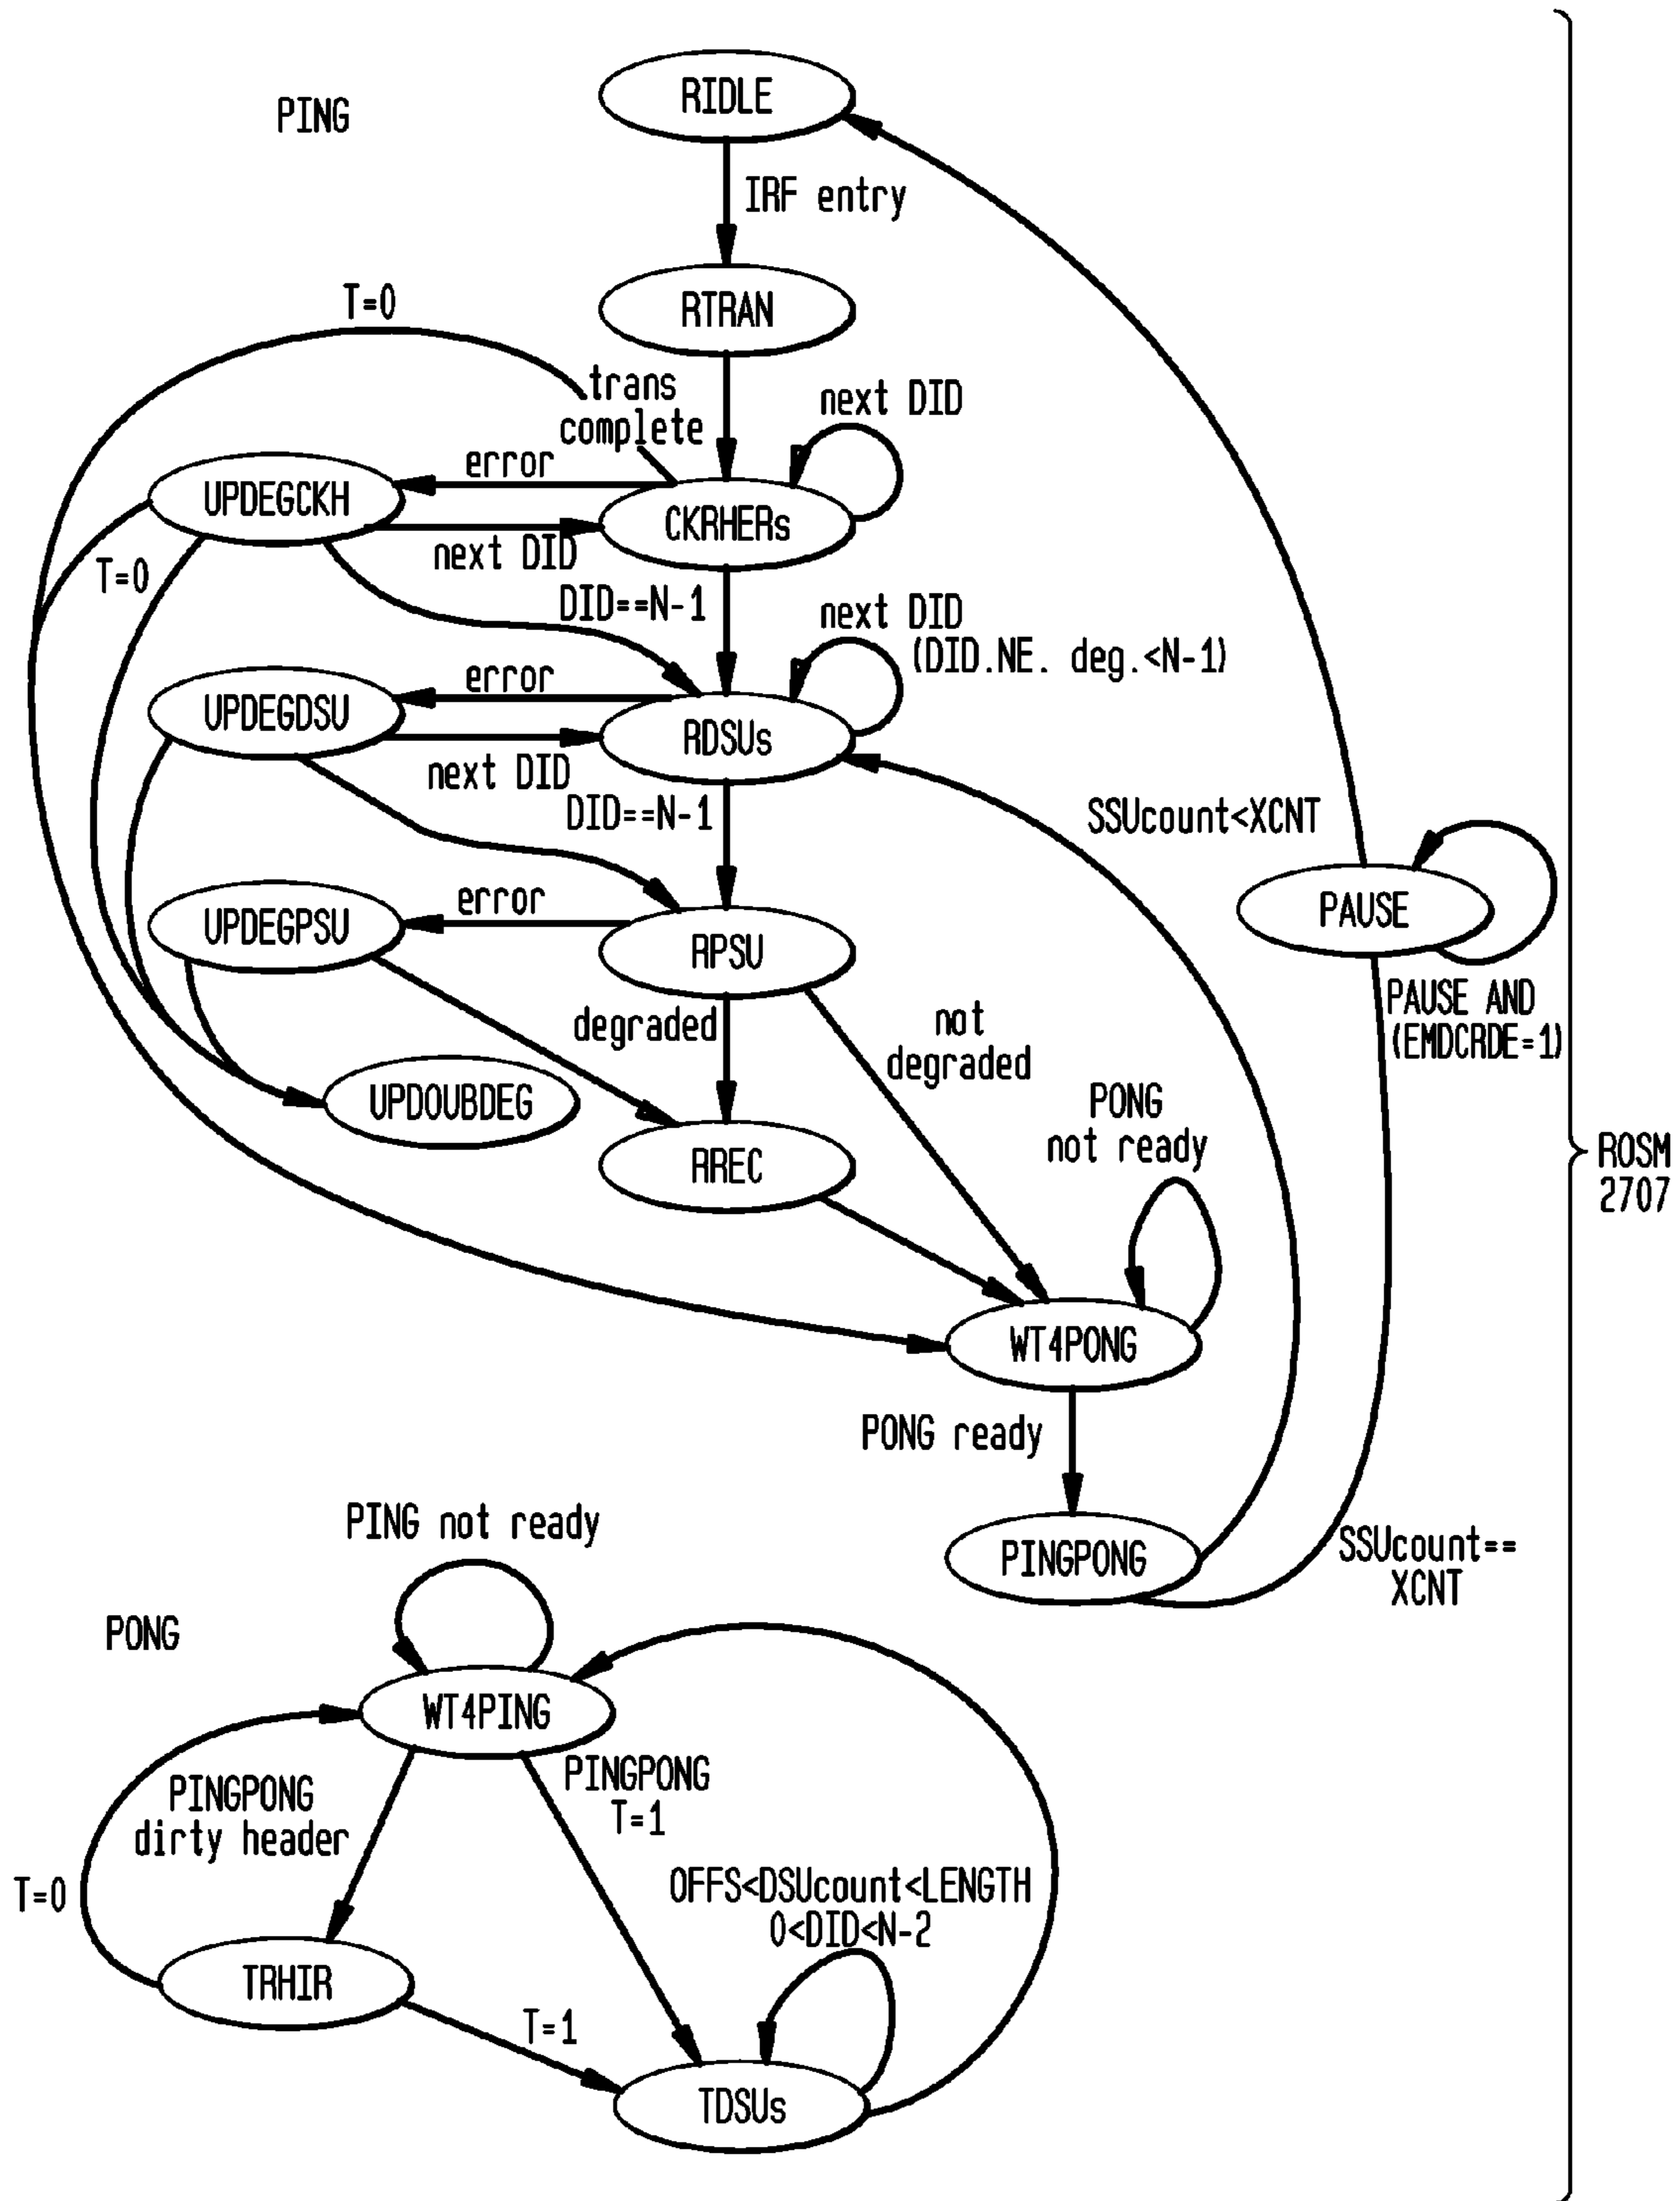 PING
RIDLE
IRF entry
RTRAN
T=0
trans
complete
next DID
error
UPDEGCKH
CKRHERs
next DID
T=0
DID==N-1
next DID
(DID.NE. deg.<N-1)
error
UPDEGDSU
RDSUs
next DID
DID==N-1
SSUcount<XCNT
PAUSE
error
UPDEGPSU
RPSU
PAUSE AND
(EMDCRDE=1)
degraded
not
degraded
UPDOUBDEG
PONG
not ready
RREC
ROSM
2707
WT4PONG
PONG ready
PINGPONG
SSUcount==
XCNT
PING not ready
PONG
WT4PING
PINGPONG
T=1
PINGPONG
dirty header
T=0
OFFS<DSUcount<LENGTH
0<DID<N-2
TRHIR
T=1
TDSUs